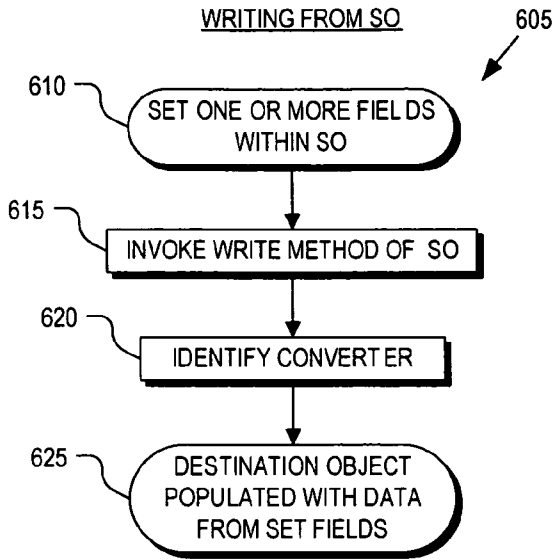 WRITING FROM SO
605
610
SET ONE OR MORE FIELDS
WITHIN SO
615
INVOKE WRITE METHOD OF SO
620
IDENTIFY CONVERTER
625
DESTINATION OBJECT
POPULATED WITH DATA
FROM SET FIELDS